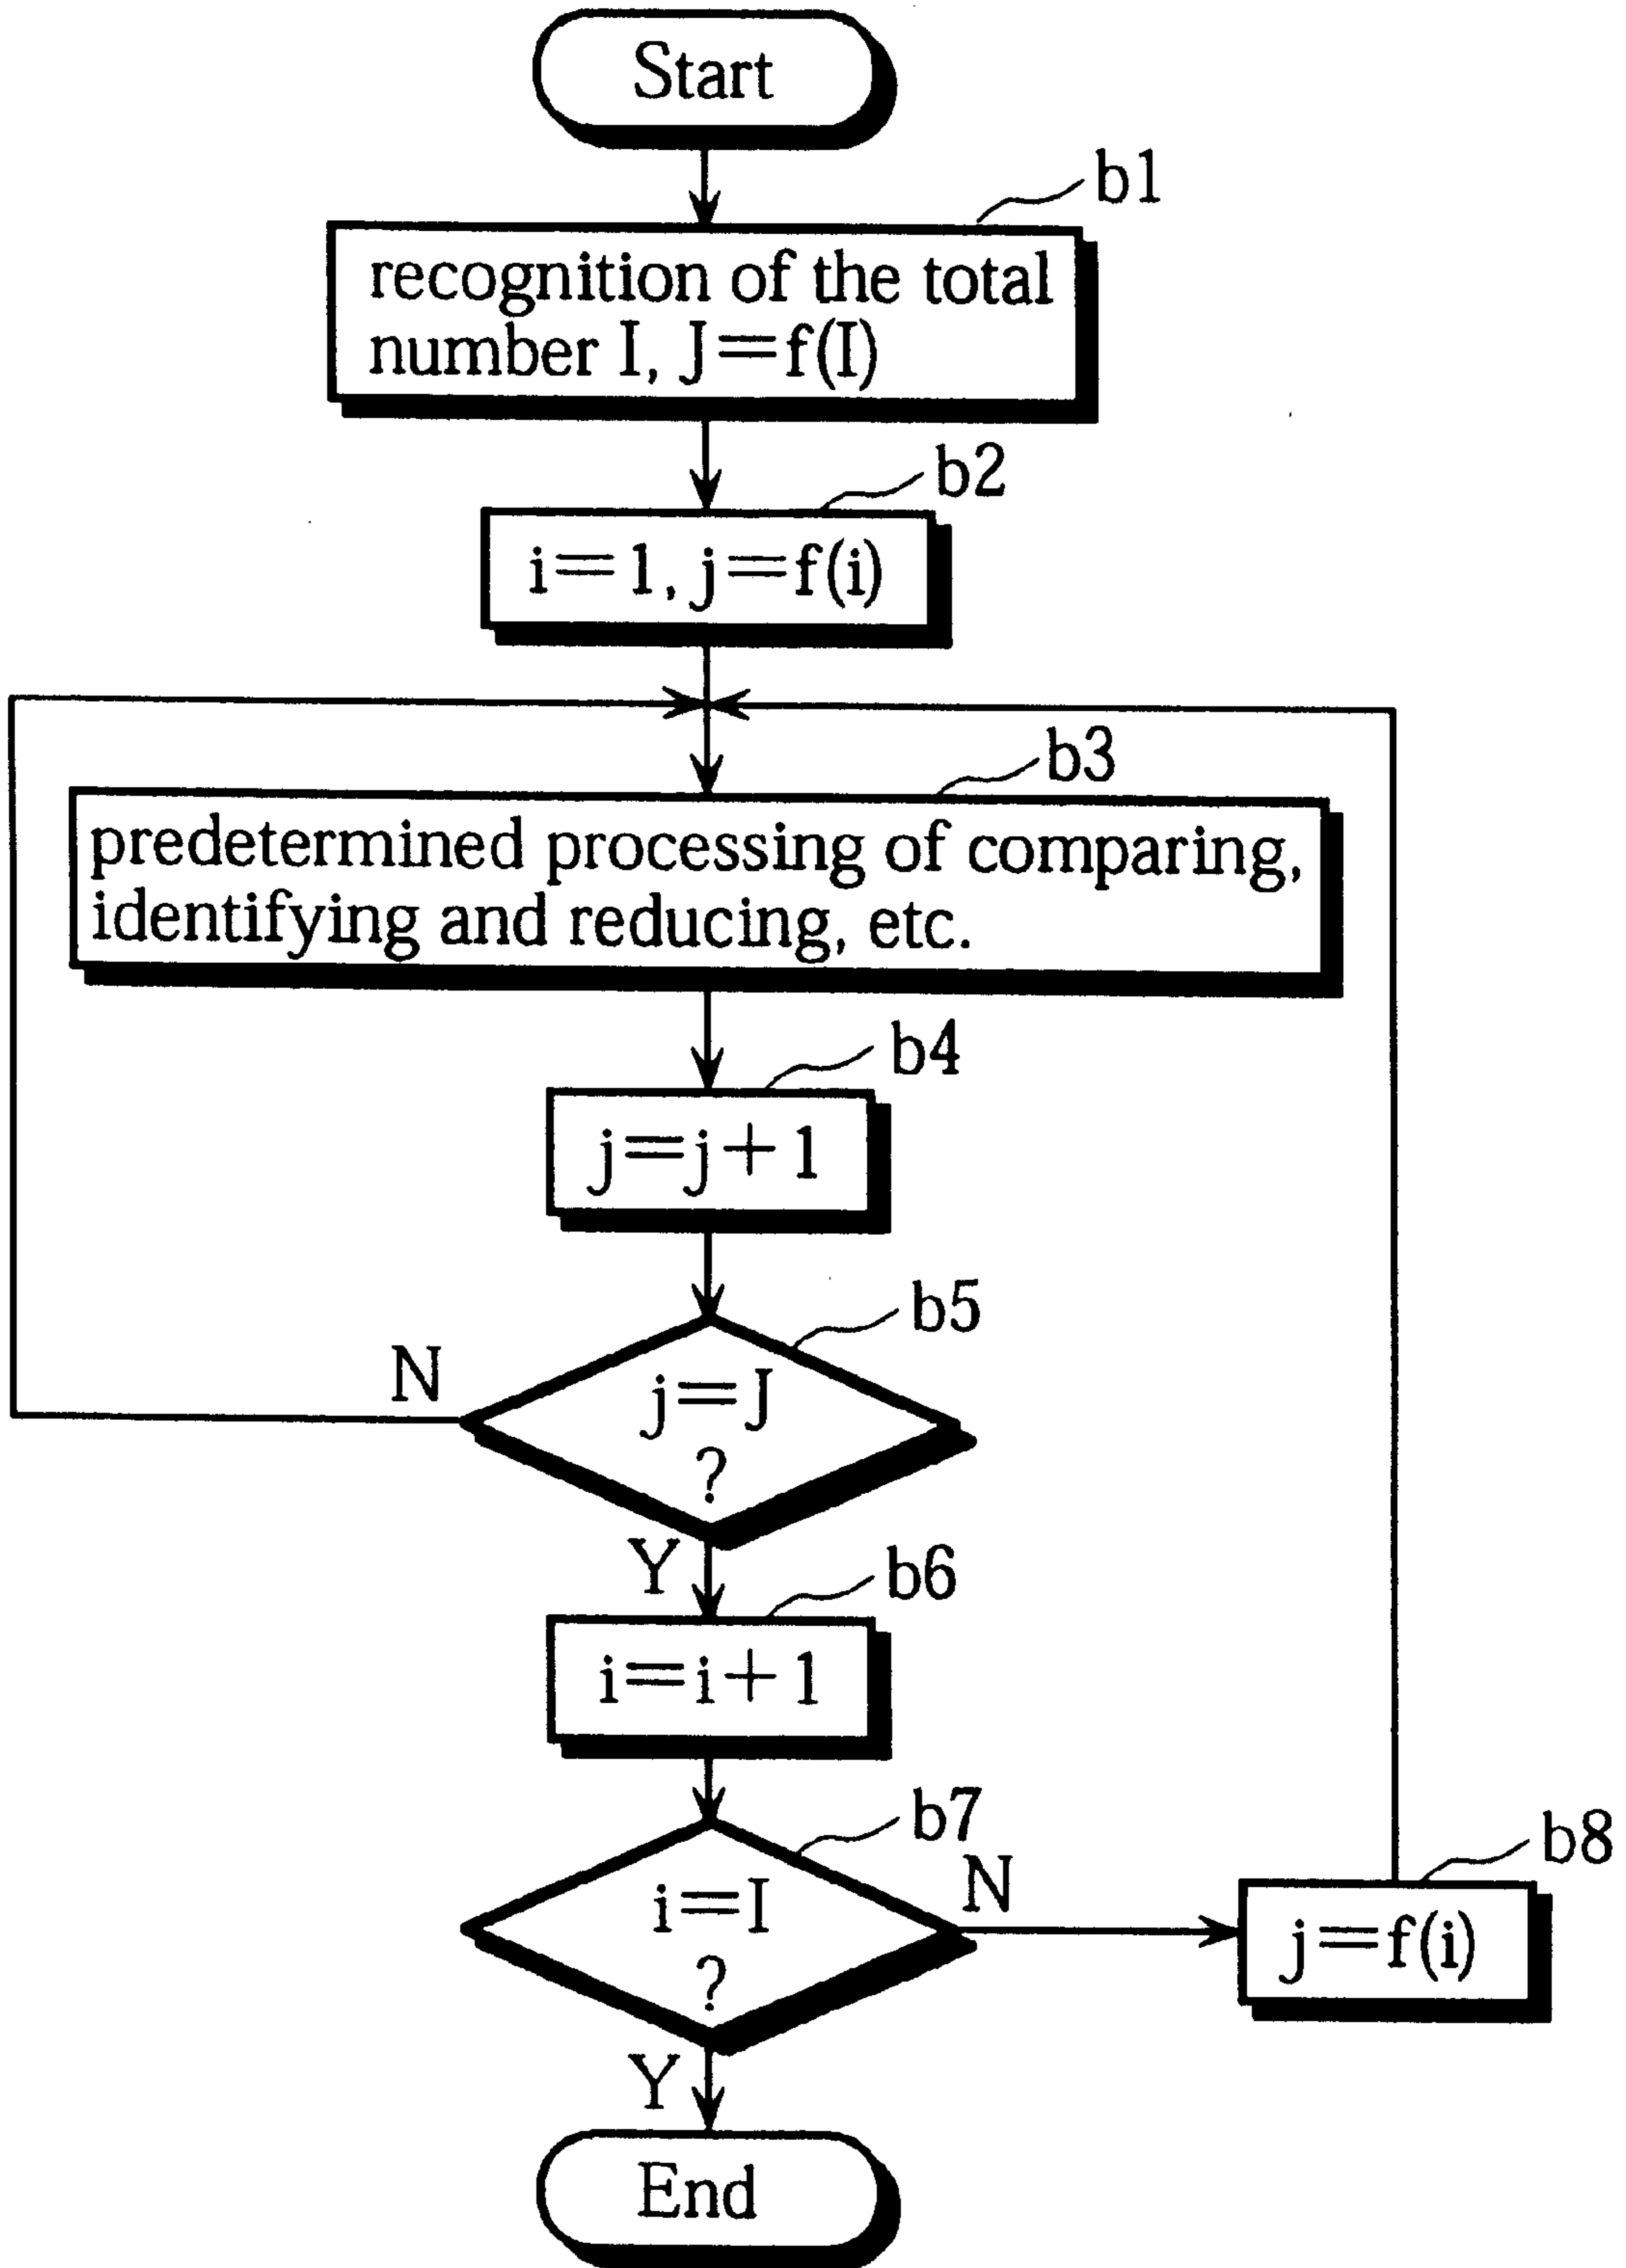 Start
b1
recognition of the total
number I, J=f(I)
b2
i=1, j=f(i)
b3
predetermined processing of comparing,
identifying and reducing, etc.
b4
j=j+1
b5
N
j=J
?
Y
b6
i=i+1
b7
N
i=I
?
b8
j=f(i)
Y
End